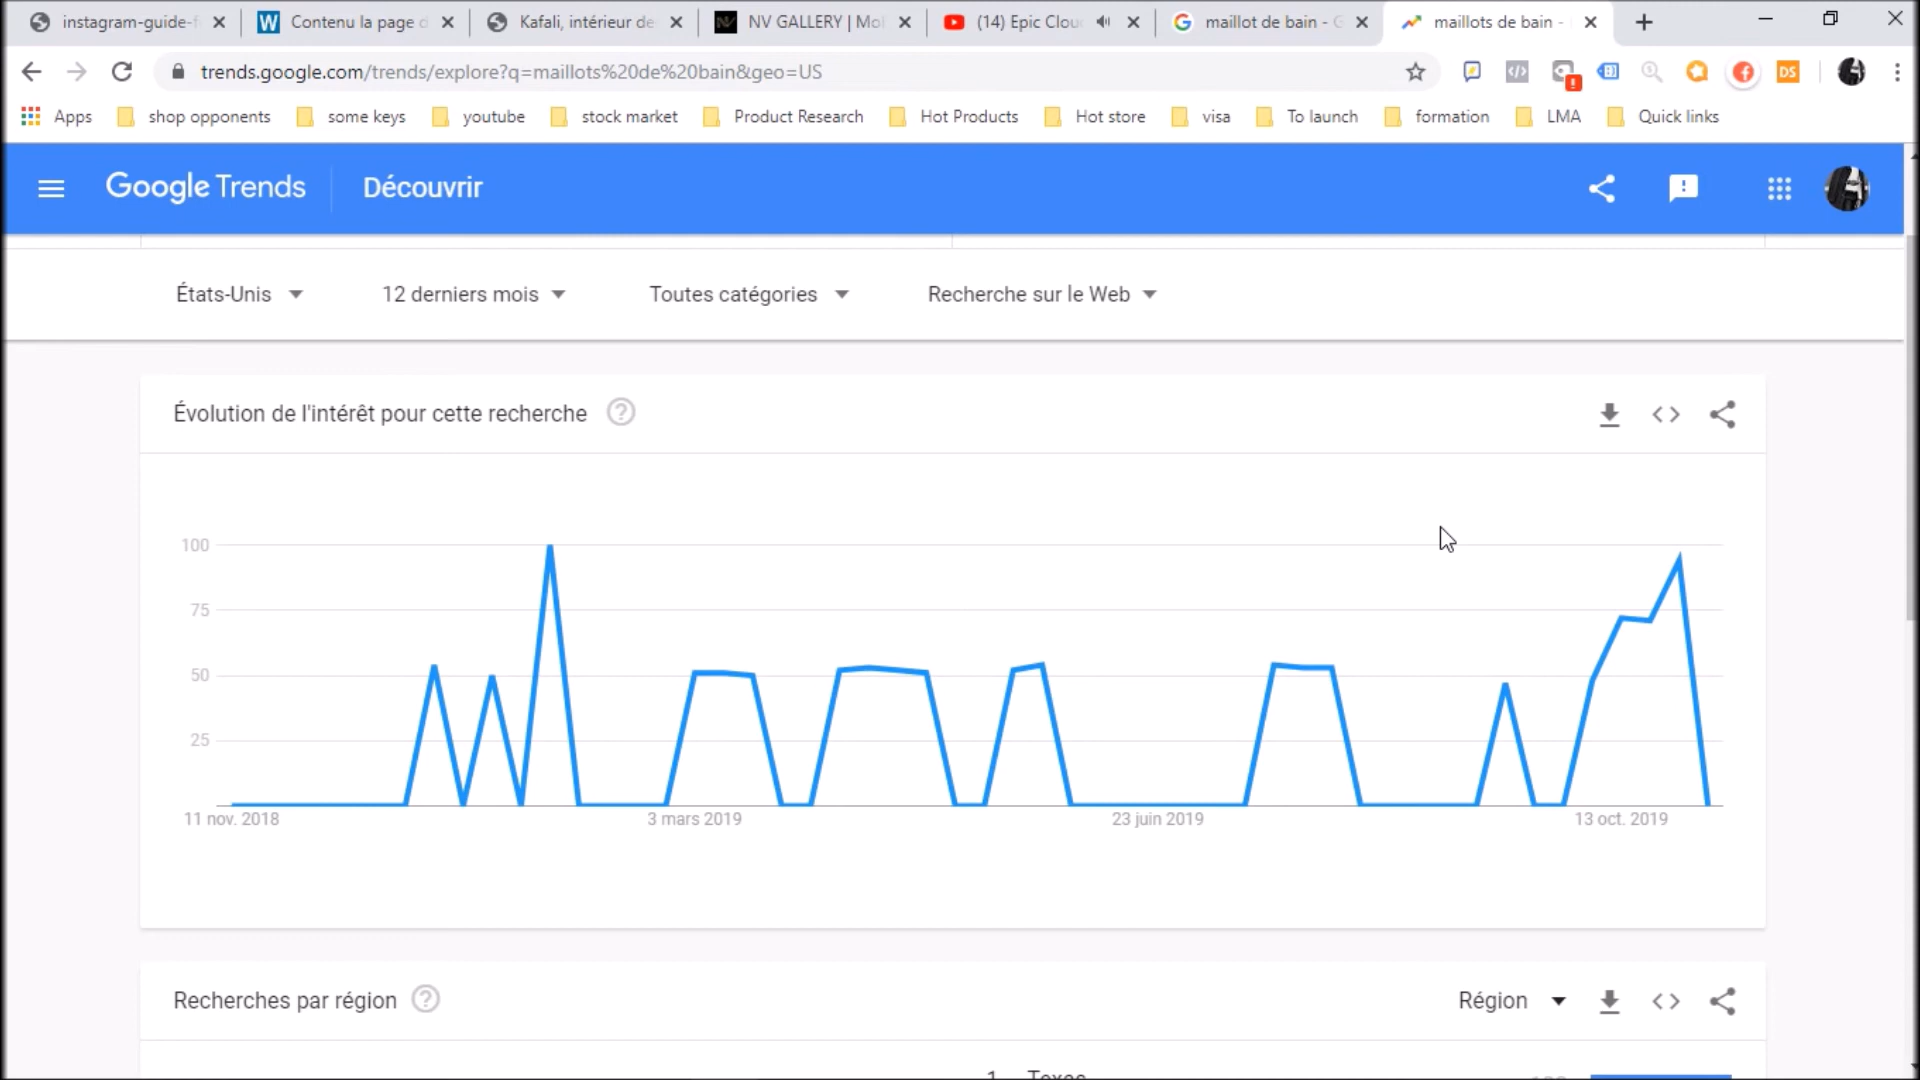 instagram-guide-f
Contenu la page d
Kafali, intérieur de
NV GALLERY | Mo
(14) Epic Clou
maillot de bain - G
maillots de bain -
trends.google.com/trends/explore?q=maillots%20de%20bain&geo=US
Apps
shop opponents
some keys
youtube
stock market
Product Research
Hot Products
Hot store
visa
To launch
formation
LMA
Quick links
Google Trends
Découvrir
États-Unis
12 derniers mois
Toutes catégories
Recherche sur le Web
Évolution de l'intérêt pour cette recherche
100
75
50
25
11 nov. 2018
3 mars 2019
23 juin 2019
13 oct. 2019
Recherches par région
Région
1
Texas
100